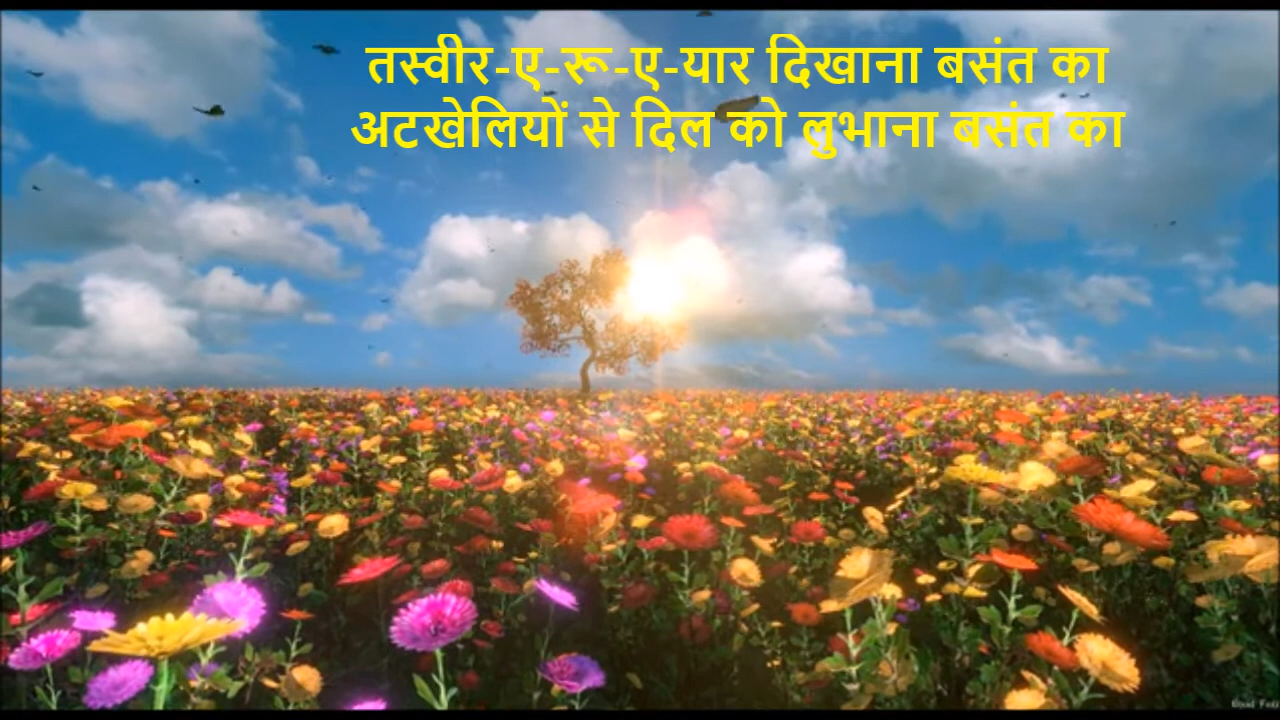 तस्वीर-ए-रू-ए-यार दिखाना बसंत का
अटखेलियों से दिल को लुभाना बसंत का